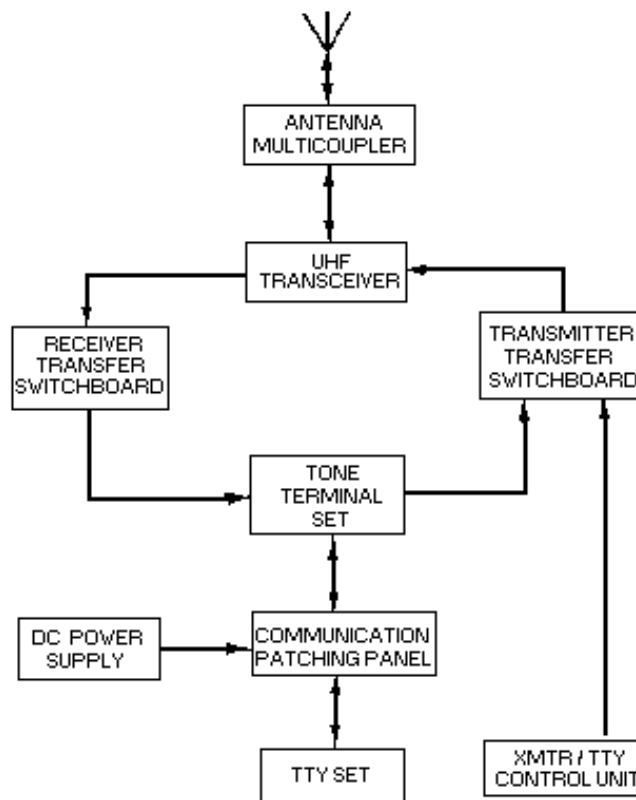 ANTENNA
MULTICOUPLER
UHF
TRANSCEIVER
RECEIVER
TRANSFER
SWITCHBOARD
TRANSMITTER
TRANSFER
SWITCHBOARD
TONE
TERMINAL
SET
DC POWER
SUPPLY
COMMUNICATION
PATCHING PANEL
TTY SET
XMTR / TTY
CONTROL UNIT